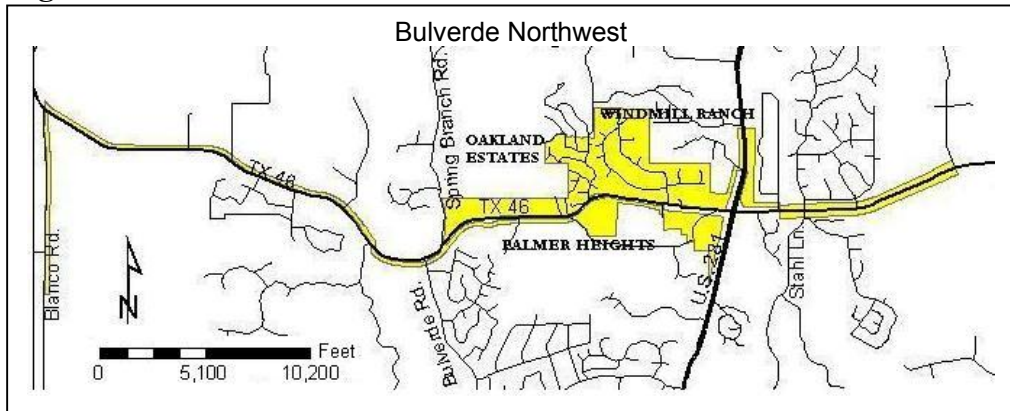 Bulverde Northwest
Spring Branch Rd.
WINDMILL RANCH
OAKLAND
ESTATES
TX 46
TX 46
PALMER HEIGHTS
U.S. 281
Blanco Rd.
Stahl Ln.
Bulverde Rd.
N
Feet
0 5,100 10,200